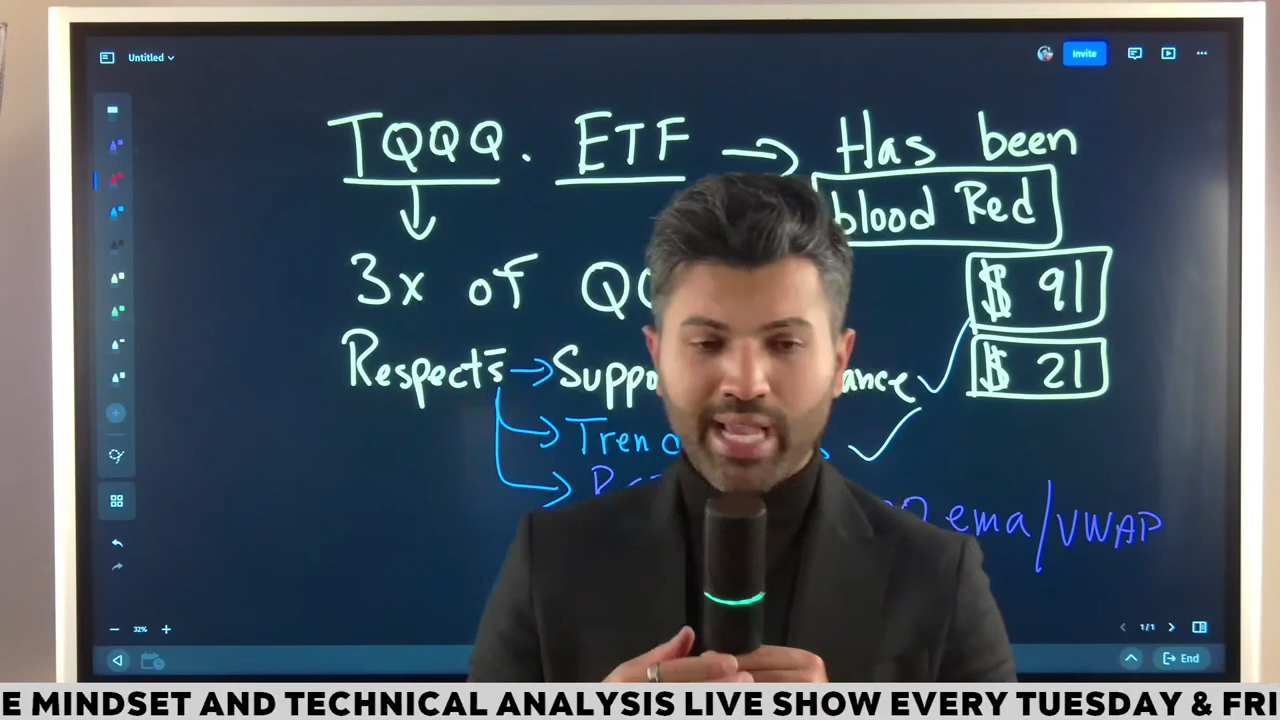 Untitled
Invite
TQQQ. ETF → Has been
blood Red
3x of
$ 91
Respects → Suppo ance
$ 21
Tren
ema/VWAP
32%
1/1
End
E MINDSET AND TECHNICAL ANALYSIS LIVE SHOW EVERY TUESDAY & FRI